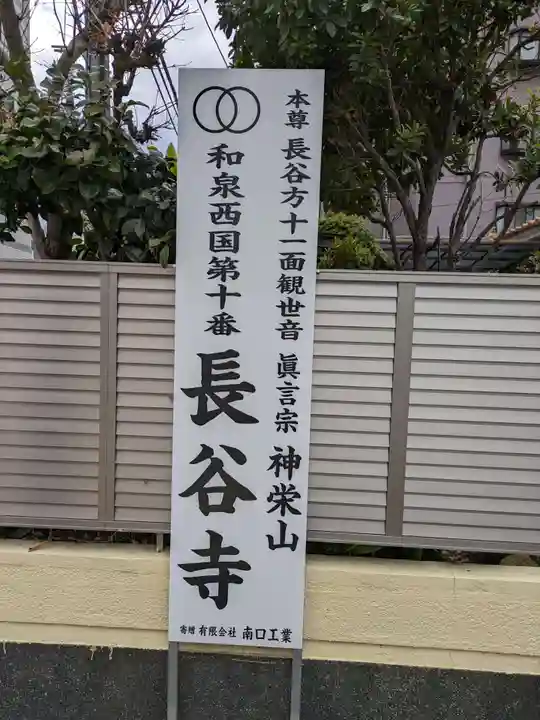 本尊 長谷方十一面観世音 眞言宗 神栄山
和泉西国第十番 長谷寺
寄贈 有限会社 南口工業